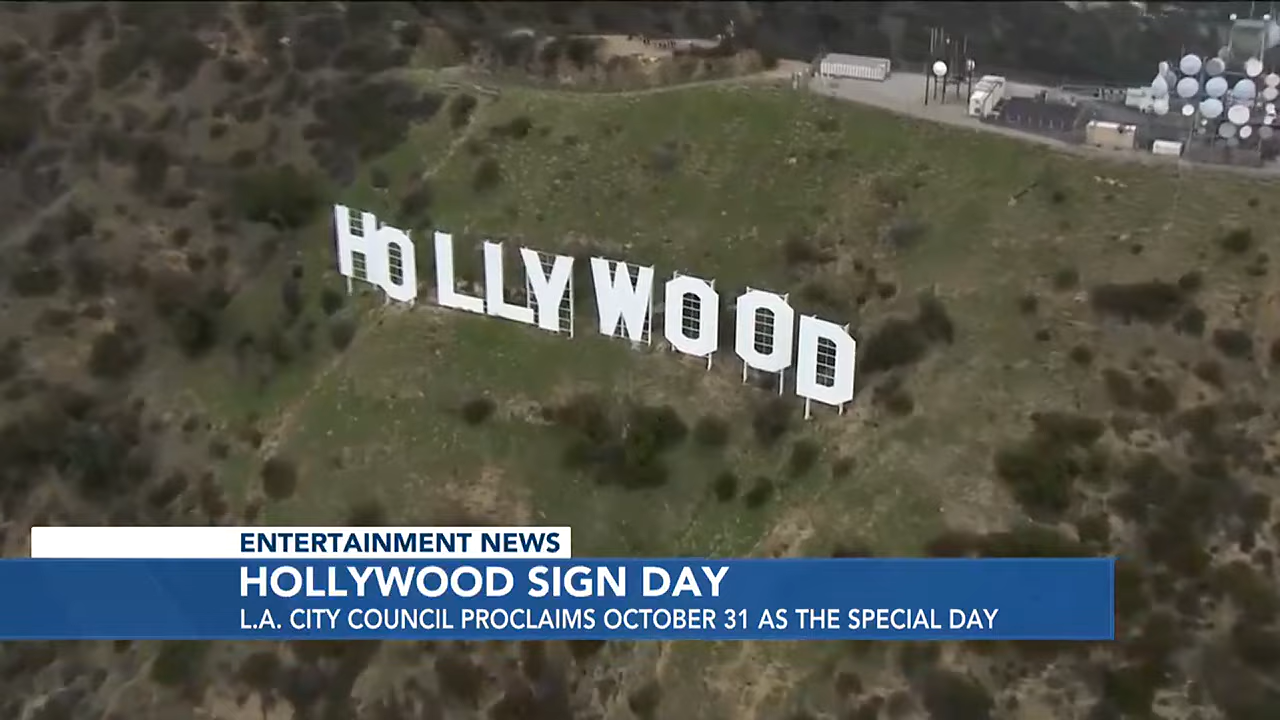 HOLLYWOOD
ENTERTAINMENT NEWS
HOLLYWOOD SIGN DAY
L.A. CITY COUNCIL PROCLAIMS OCTOBER 31 AS THE SPECIAL DAY